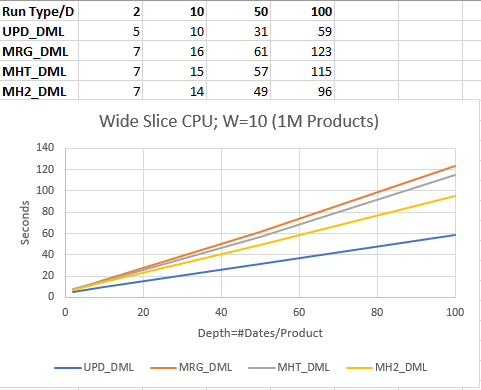 Run Type/D 2 10 50 100
UPD_DML 5 10 31 59
MRG_DML 7 16 61 123
MHT_DML 7 15 57 115
MH2_DML 7 14 49 96
Wide Slice CPU; W=10 (1M Products)
140
120
100
80
60
40
20
0
Seconds
0 20 40 60 80 100
Depth=#Dates/Product
UPD_DML MRG_DML MHT_DML MH2_DML